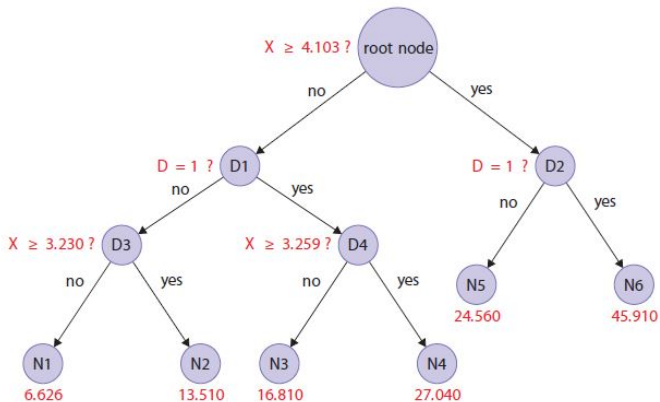 X ≥ 4.103 ? root node
no yes
D = 1 ? D1 D = 1 ? D2
no yes no yes
X ≥ 3.230 ? D3 X ≥ 3.259 ? D4
no yes no yes N5 N6
24.560 45.910
N1 N2 N3 N4
6.626 13.510 16.810 27.040